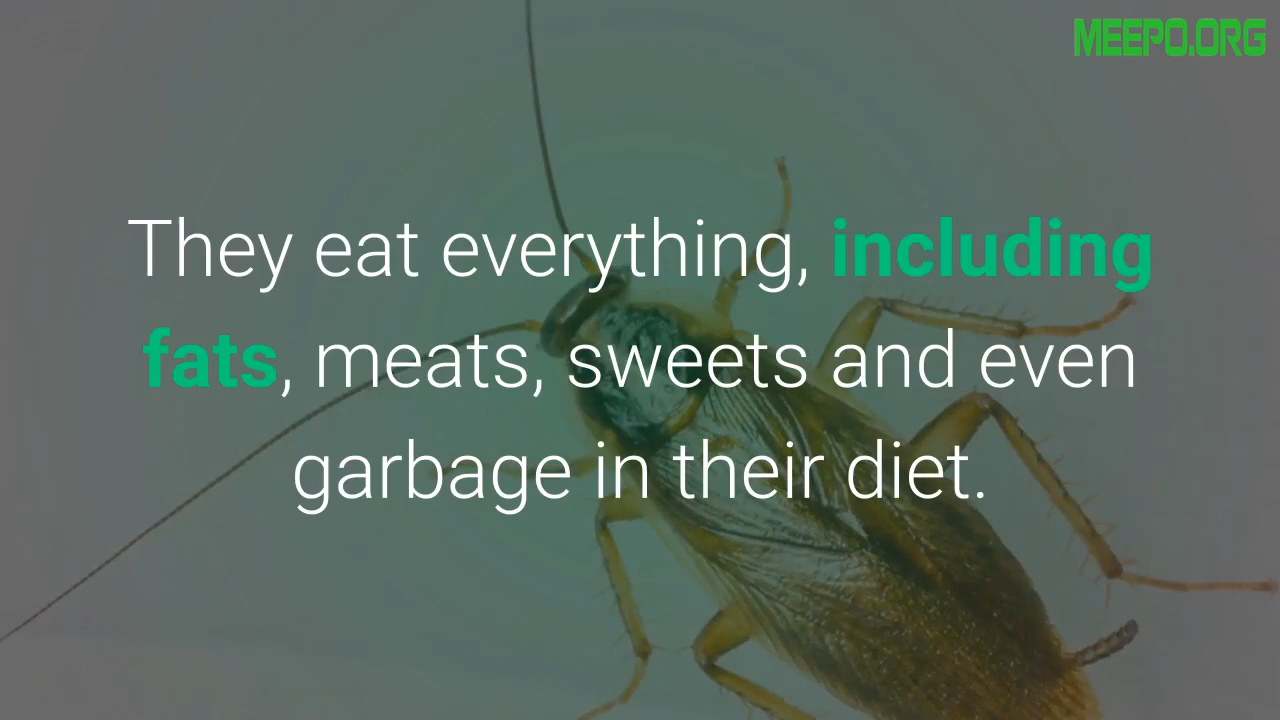 MEEPO.ORG
They eat everything, including
fats, meats, sweets and even
garbage in their diet.